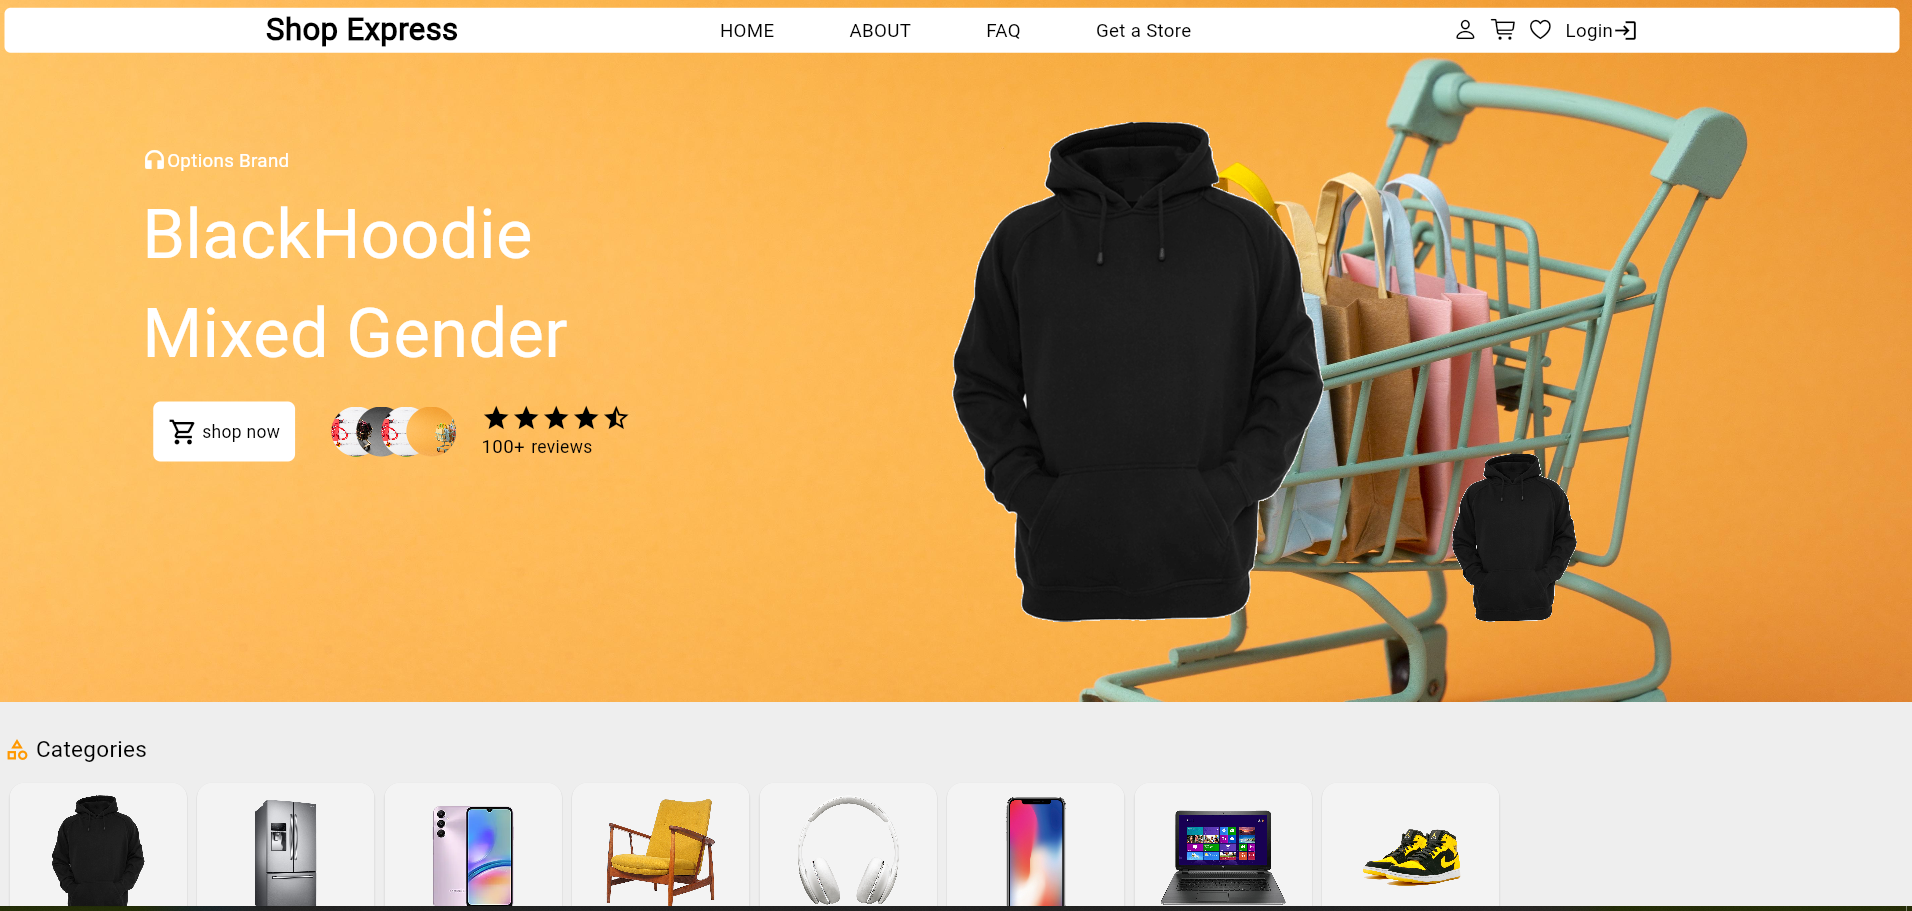 Shop Express
HOME ABOUT FAQ Get a Store Login
Options Brand
BlackHoodie
Mixed Gender
shop now
100+ reviews
Categories